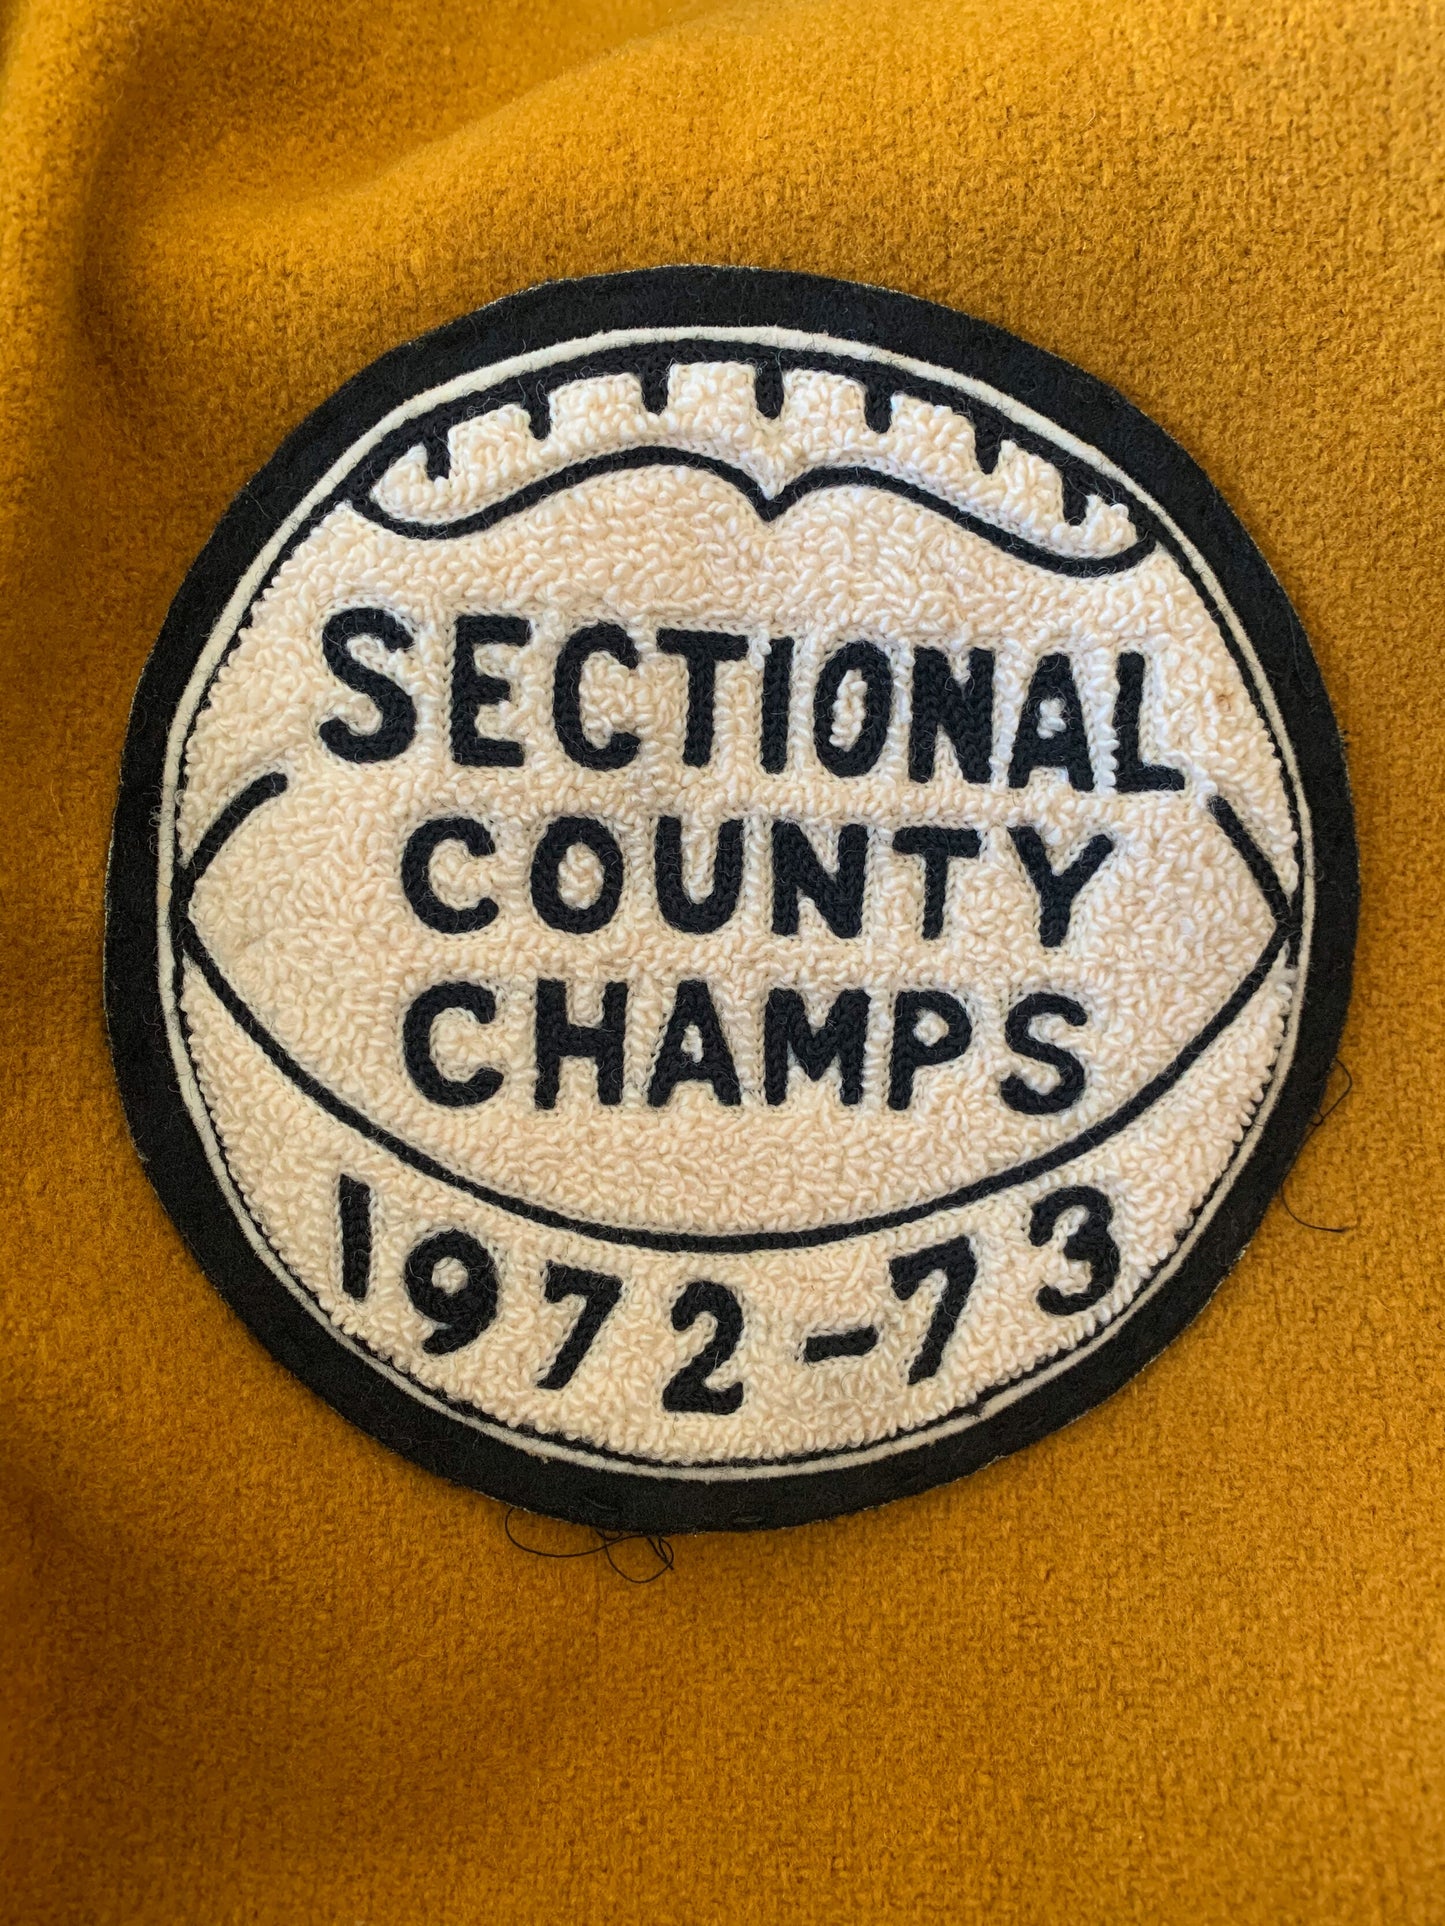 SECTIONAL
COUNTY
CHAMPS
1972-73